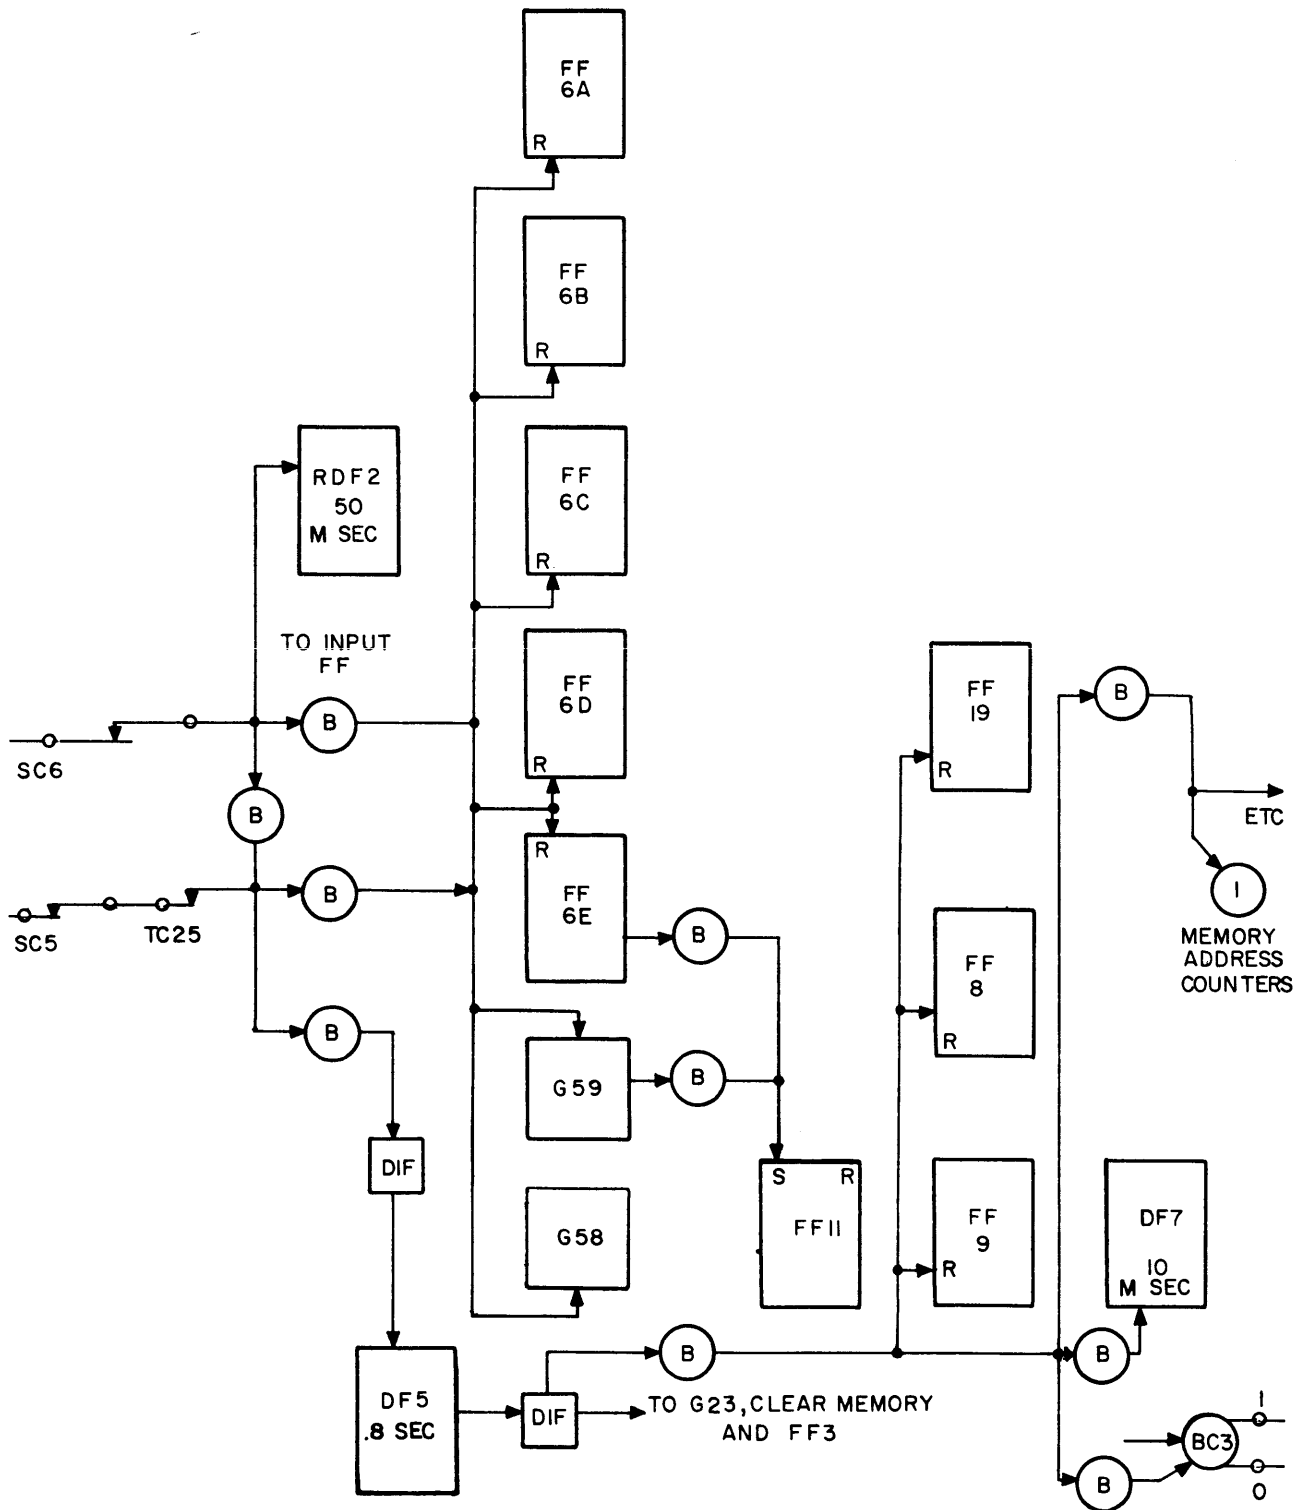 FF
6A
R
FF
6B
R
RDF2
50
M SEC
FF
6C
R
TO INPUT
FF
FF
6D
R
B
SC6
B
R
FF
6E
B
SC5
TC25
B
B
G59
B
DIF
G58
S R
FF11
FF
19
R
B
ETC
1
MEMORY
ADDRESS
COUNTERS
FF
8
R
FF
9
R
DF7
10
M SEC
DF5
.8 SEC
DIF
B
TO G23, CLEAR MEMORY
AND FF3
B
B
BC3
1
0